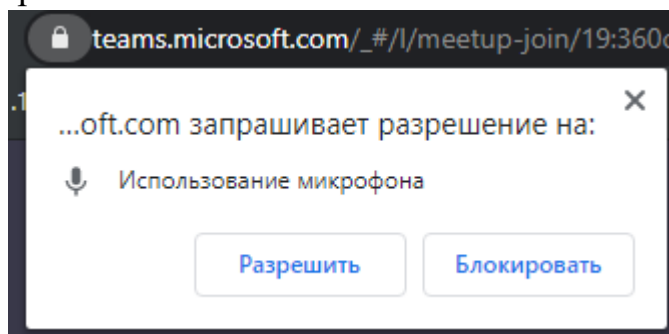 teams.microsoft.com/_#/l/meetup-join/19:360
...oft.com запрашивает разрешение на:
Использование микрофона
Разрешить
Блокировать